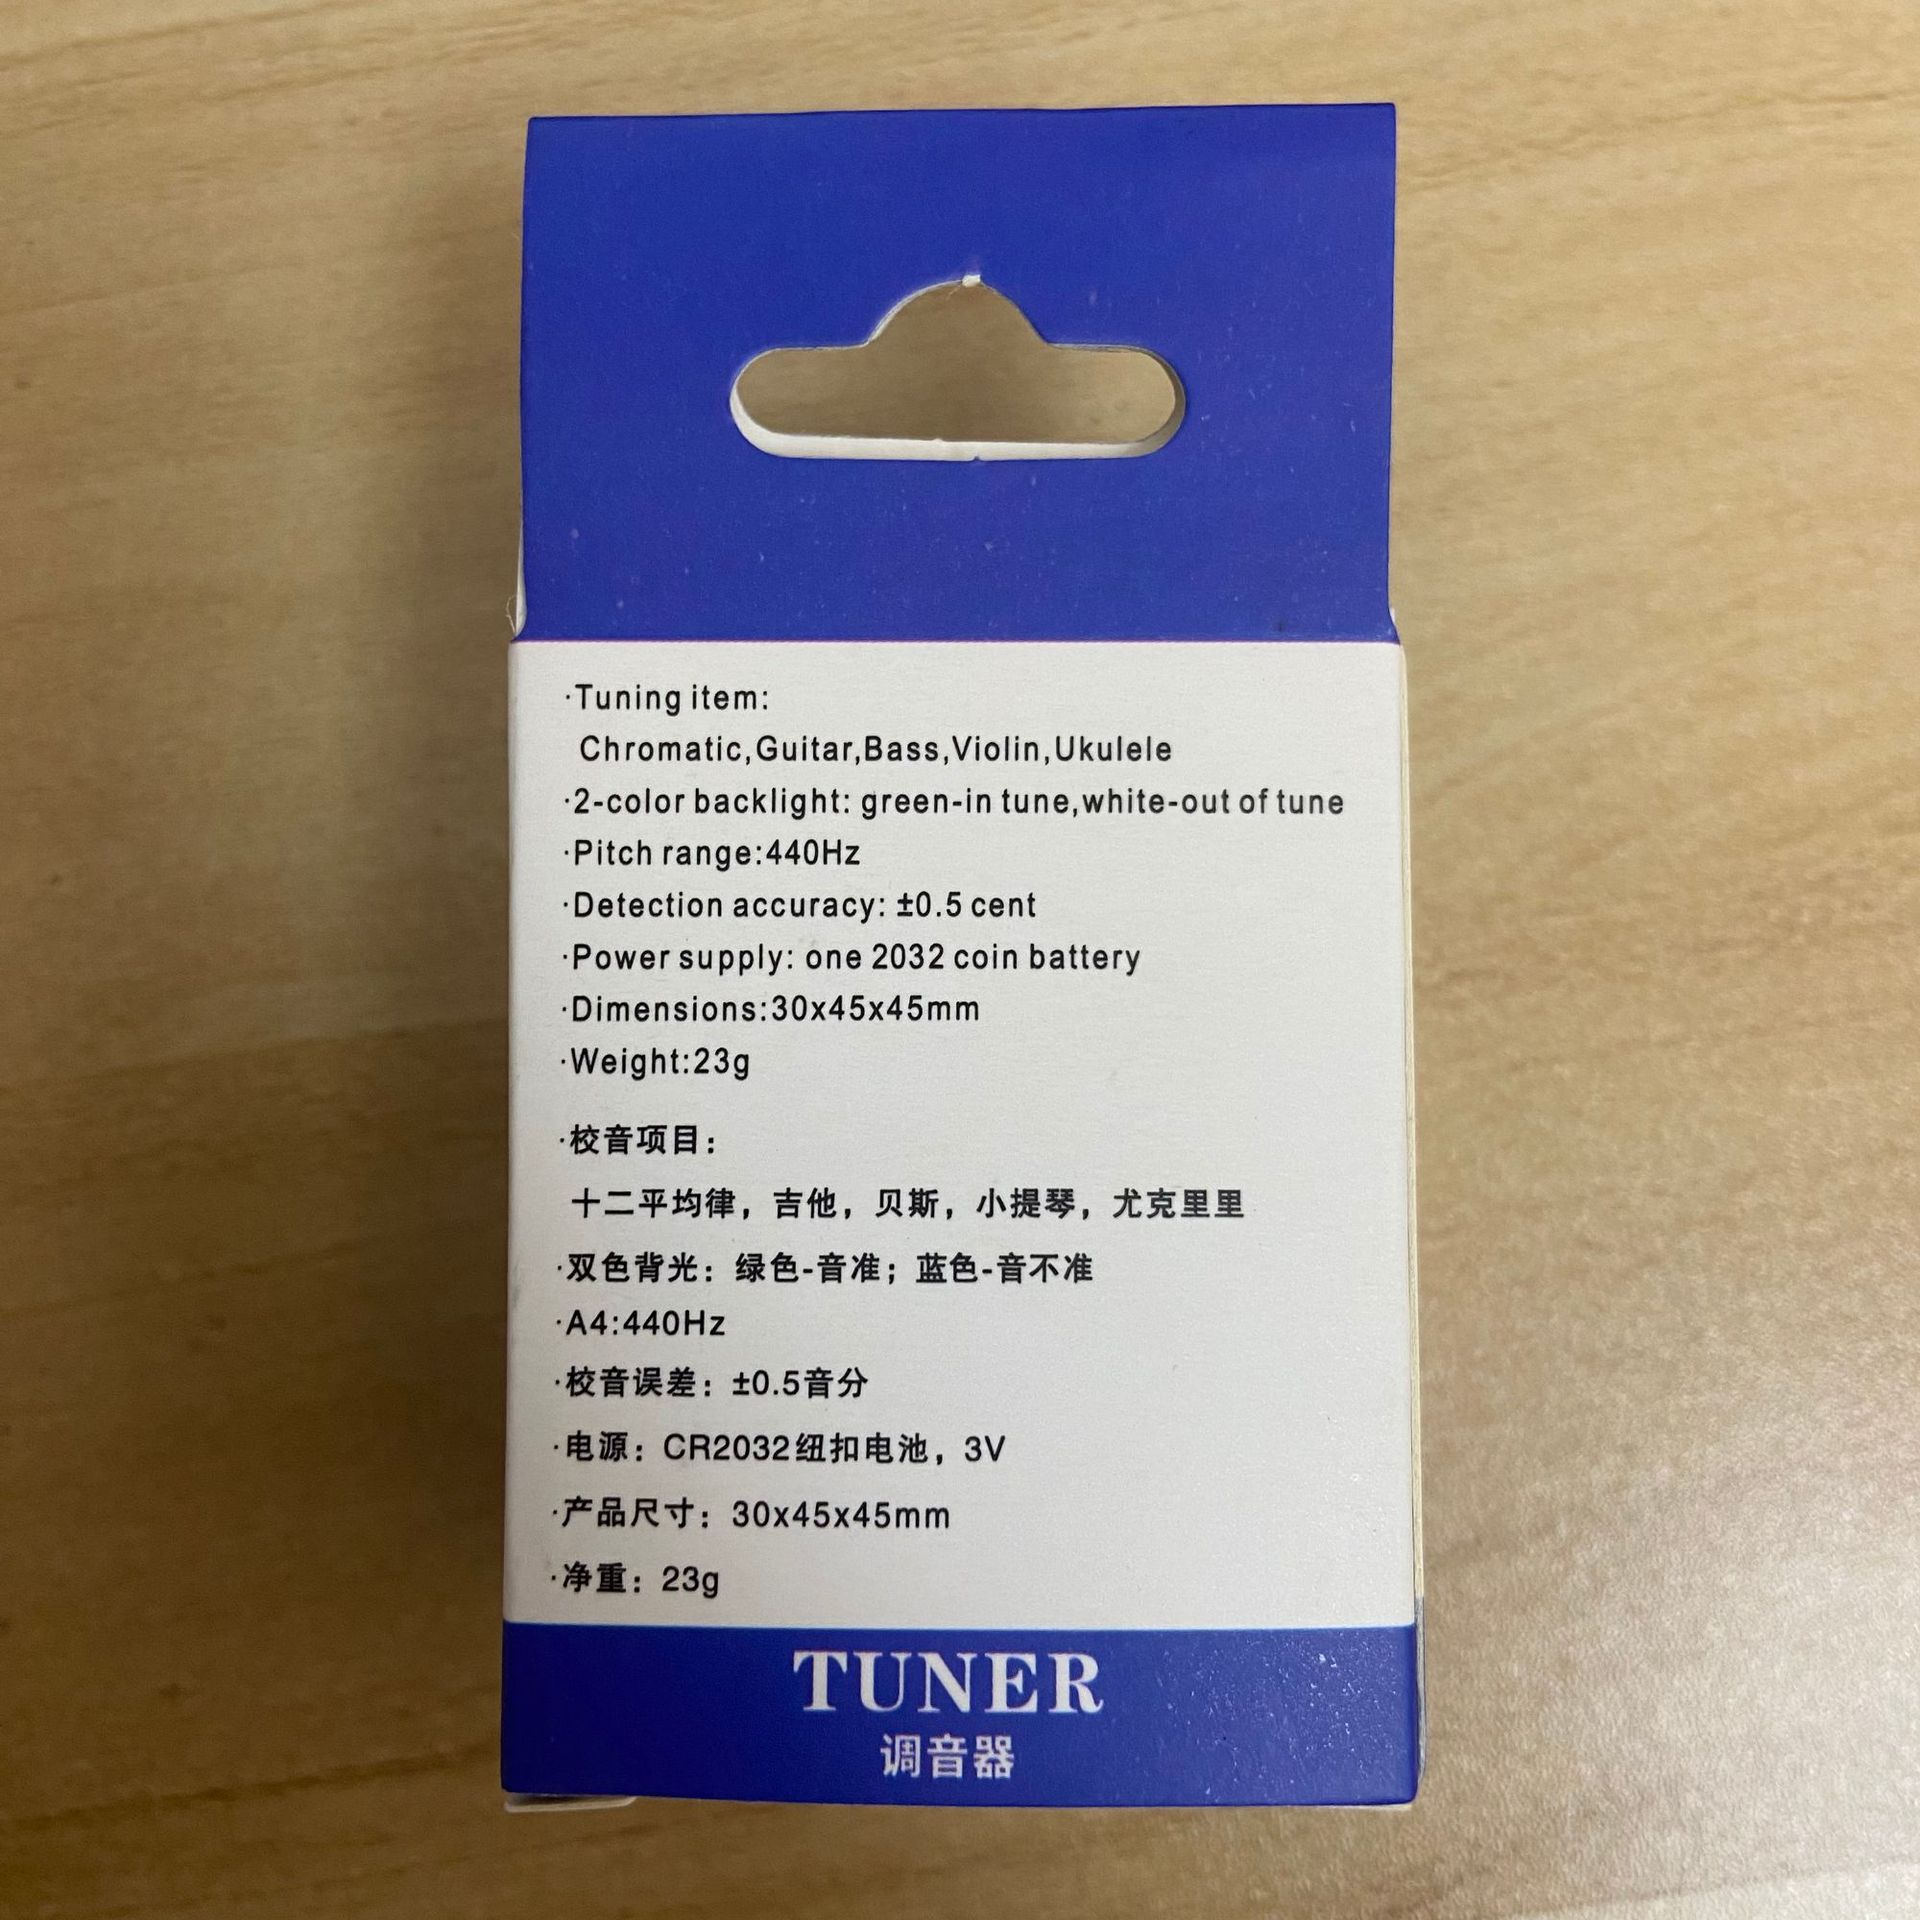 ·Tuning item:
Chromatic,Guitar,Bass,Violin,Ukulele
·2-color backlight: green-in tune,white-out of tune
·Pitch range:440Hz
·Detection accuracy: ±0.5 cent
·Power supply: one 2032 coin battery
·Dimensions:30x45x45mm
·Weight:23g
·校音项目：
十二平均律，吉他，贝斯，小提琴，尤克里里
·双色背光：绿色-音准；蓝色-音不准
·A4:440Hz
·校音误差：±0.5音分
·电源：CR2032纽扣电池，3V
·产品尺寸：30x45x45mm
·净重：23g
TUNER
调音器